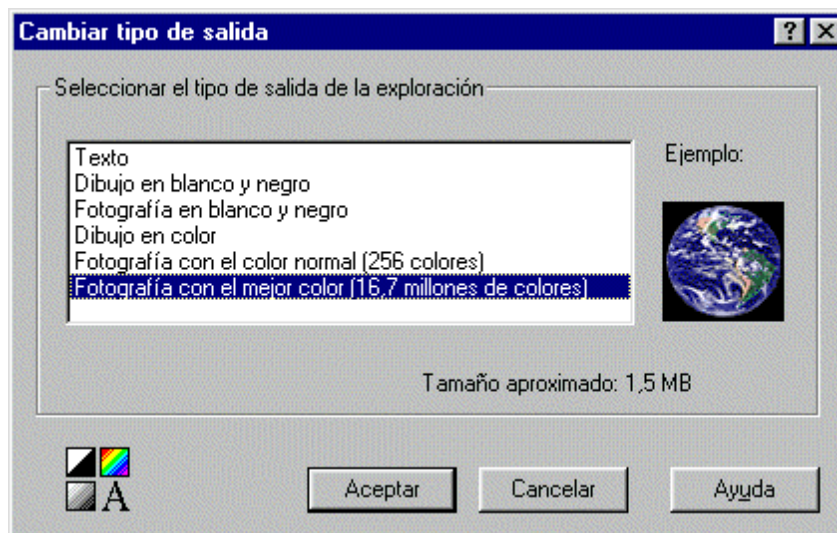 Cambiar tipo de salida
Seleccionar el tipo de salida de la exploración
Texto
Dibujo en blanco y negro
Fotografía en blanco y negro
Dibujo en color
Fotografía con el color normal (256 colores)
Fotografía con el mejor color (16,7 millones de colores)
Ejemplo:
Tamaño aproximado: 1,5 MB
A
Aceptar
Cancelar
Ayuda